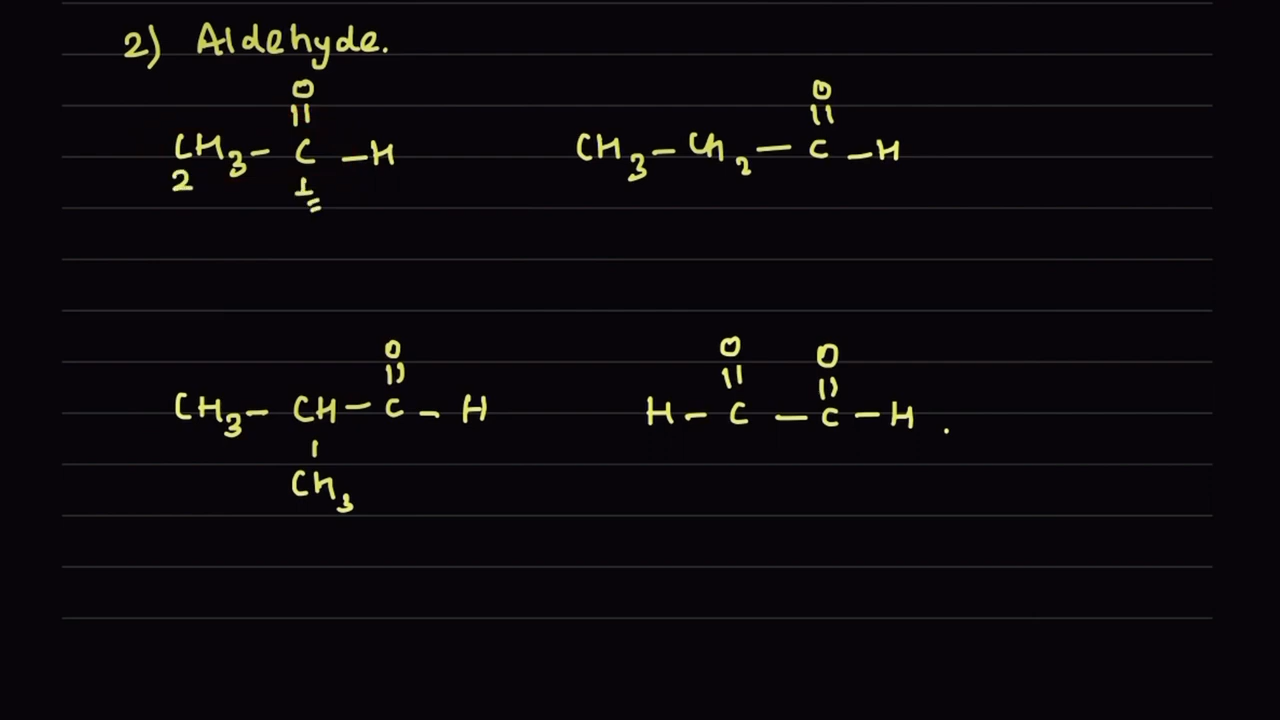 2) Aldehyde.
O O
|| ||
CH3 - C - H CH3 - CH2 - C - H
2 1
=
O O O
|| || ||
CH3 - CH - C - H H - C - C - H .
|
CH3